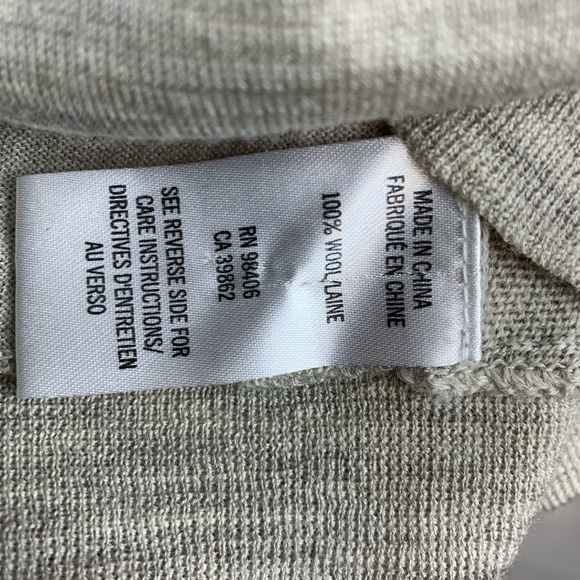 MADE IN CHINA
FABRIQUÉ EN CHINE
100% WOOL/LAINE
RN 98406
CA 39862
SEE REVERSE SIDE FOR
CARE INSTRUCTIONS/
DIRECTIVES D'ENTRETIEN
AU VERSO